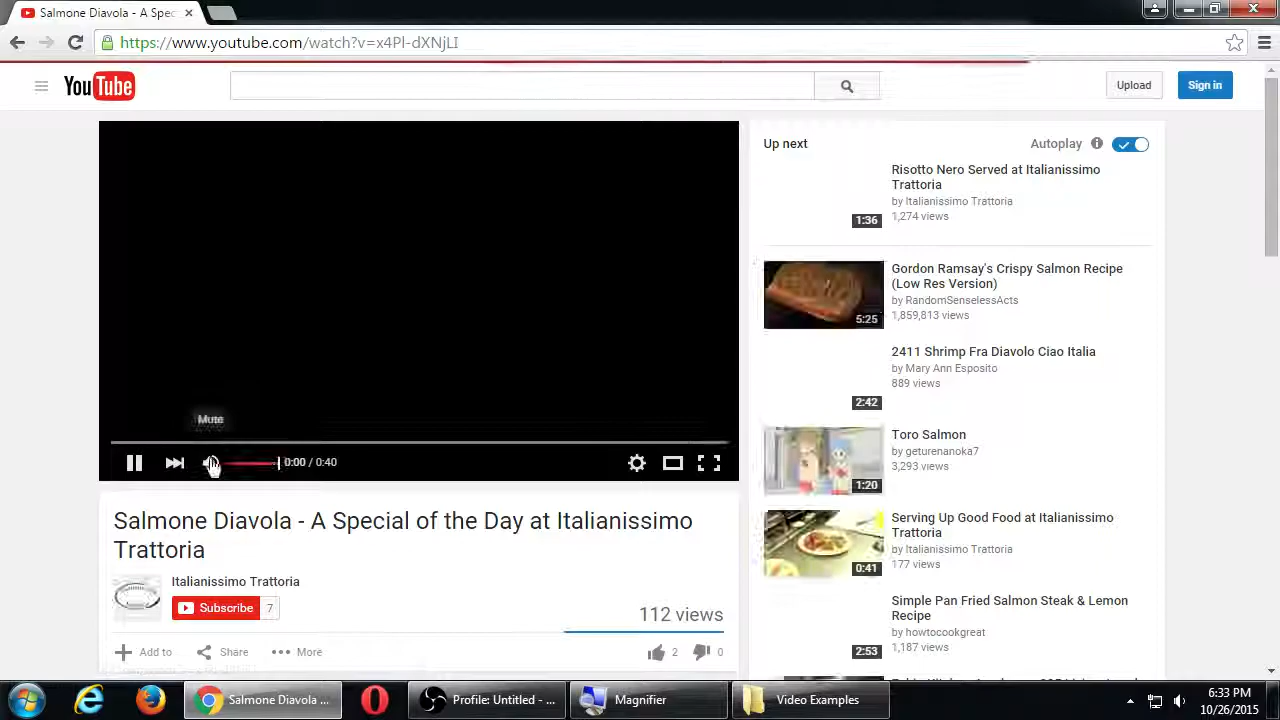 Salmone Diavola - A Spec
https://www.youtube.com/watch?v=x4Pl-dXNjLI
YouTube
Upload
Sign in
Up next
Autoplay
Risotto Nero Served at Italianissimo
Trattoria
by Italianissimo Trattoria
1,274 views
1:36
Gordon Ramsay's Crispy Salmon Recipe
(Low Res Version)
by RandomSenselessActs
1,859,813 views
5:25
2411 Shrimp Fra Diavolo Ciao Italia
by Mary Ann Esposito
889 views
2:42
Toro Salmon
by geturenanoka7
3,293 views
1:20
Serving Up Good Food at Italianissimo
Trattoria
by Italianissimo Trattoria
177 views
0:41
Simple Pan Fried Salmon Steak & Lemon
Recipe
by howtocookgreat
1,187 views
2:53
Mute
0:00 / 0:40
Salmone Diavola - A Special of the Day at Italianissimo
Trattoria
Italianissimo Trattoria
Subscribe
7
112 views
Add to
Share
More
2
0
Salmone Diavola ...
Profile: Untitled - ...
Magnifier
Video Examples
6:33 PM
10/26/2015